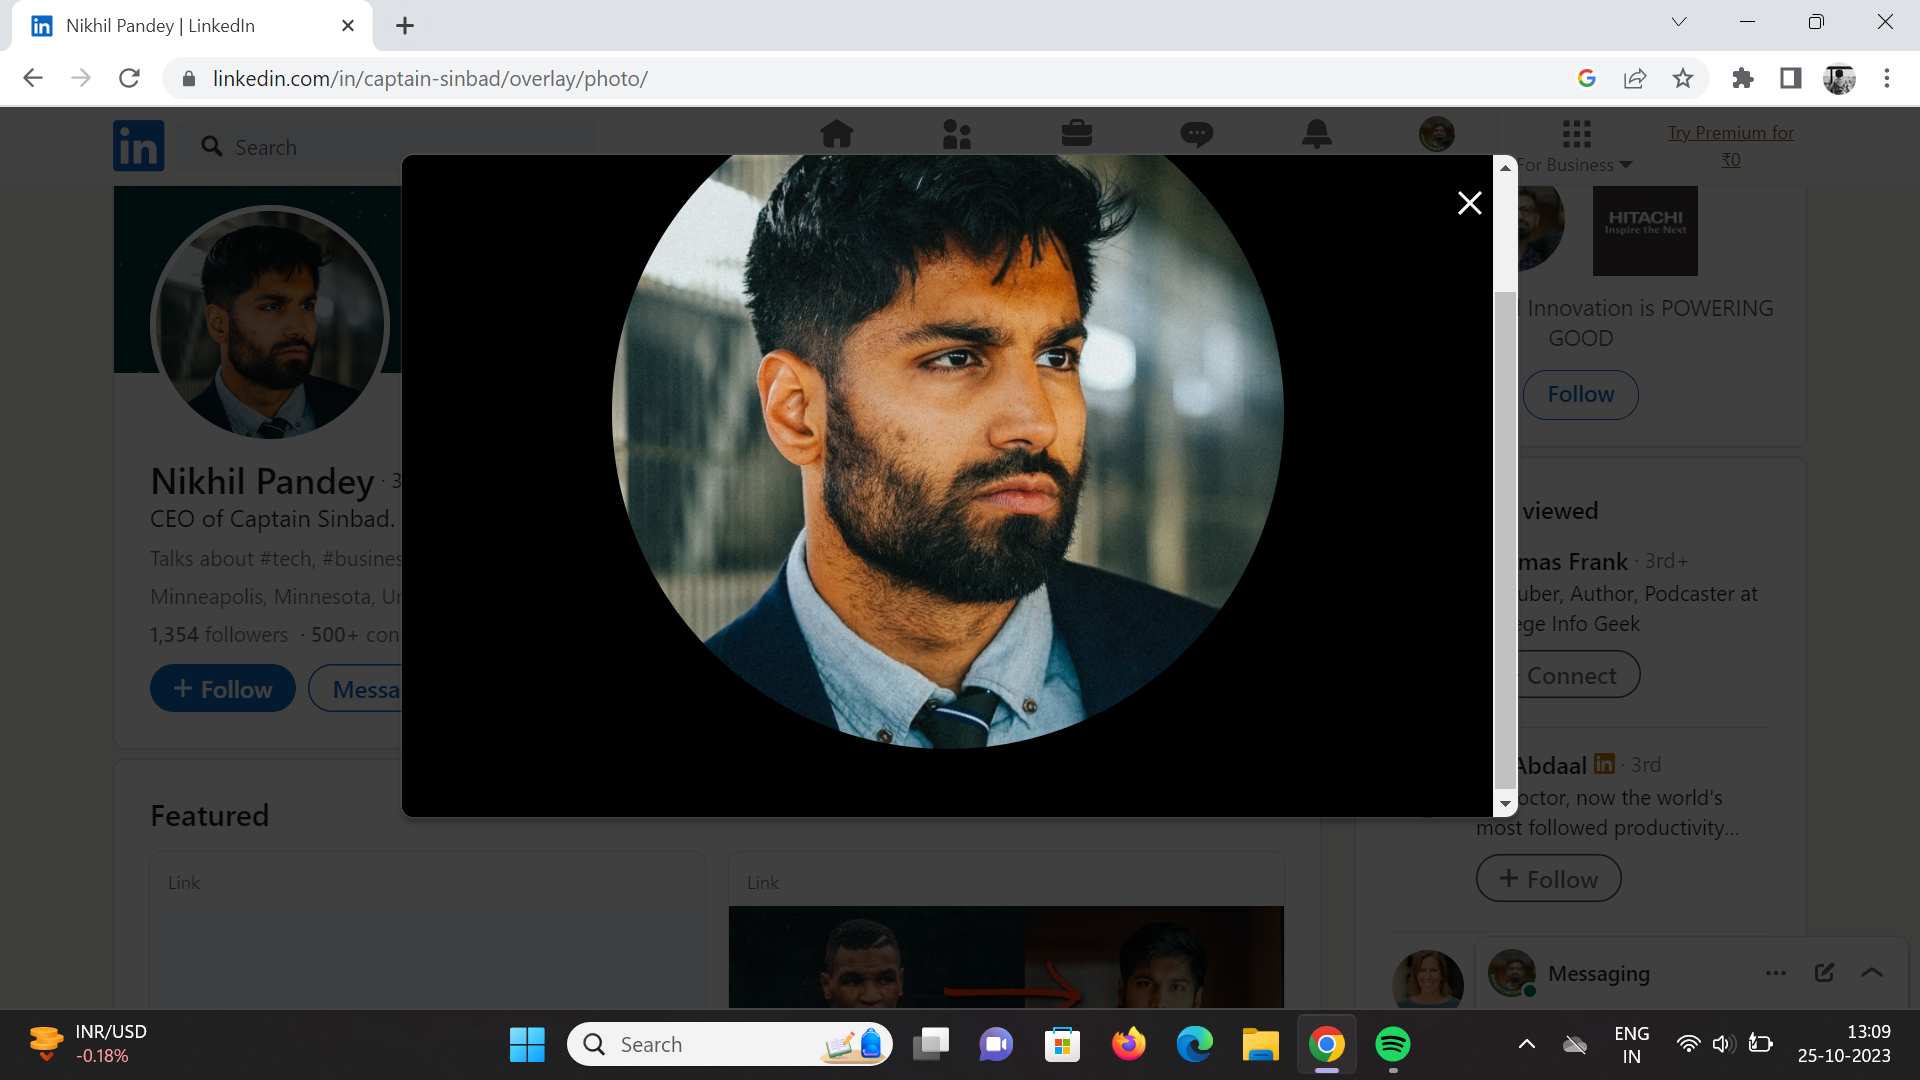 Nikhil Pandey | LinkedIn
linkedin.com/in/captain-sinbad/overlay/photo/
in
Search
For Business
Try Premium for
₹0
HITACHI
Inspire the Next
Innovation is POWERING
GOOD
Follow
Nikhil Pandey · 3
CEO of Captain Sinbad.
Talks about #tech, #busines
Minneapolis, Minnesota, Un
1,354 followers · 500+ con
+ Follow
Messa
viewed
mas Frank · 3rd+
uber, Author, Podcaster at
ege Info Geek
Connect
Abdaal in · 3rd
octor, now the world's
most followed productivity...
+ Follow
Featured
Link
Link
Messaging
INR/USD
-0.18%
Search
ENG
IN
13:09
25-10-2023